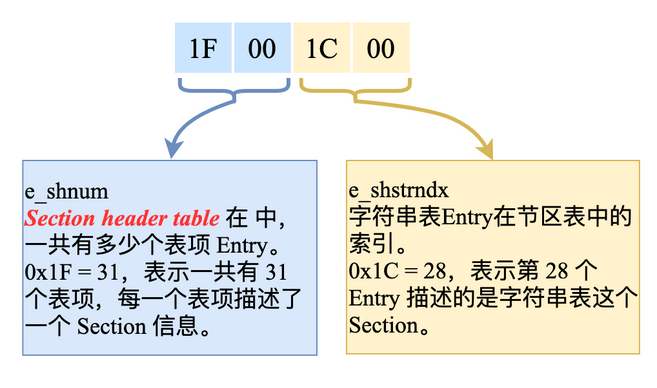 1F 00 1C 00
e_shnum
Section header table 在 中，
一共有多少个表项 Entry。
0x1F = 31，表示一共有 31
个表项，每一个表项描述了
一个 Section 信息。
e_shstrndx
字符串表Entry在节区表中的
索引。
0x1C = 28，表示第 28 个
Entry 描述的是字符串表这个
Section。